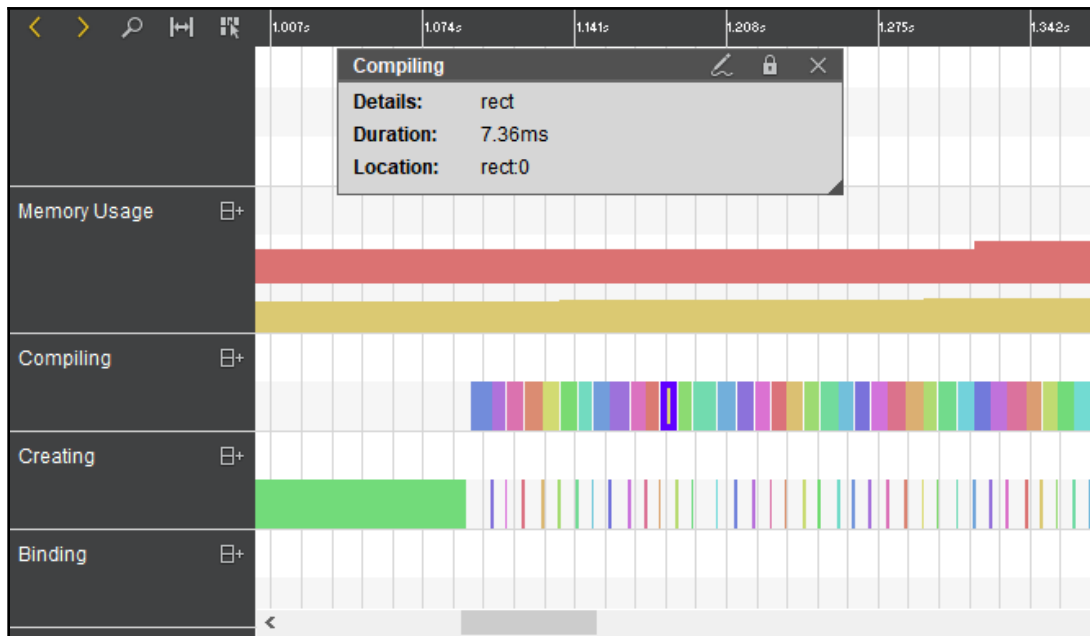 1.007s 1.074s 1.141s 1.208s 1.275s 1.342s
Compiling
Details: rect
Duration: 7.36ms
Location: rect:0
Memory Usage
Compiling
Creating
Binding